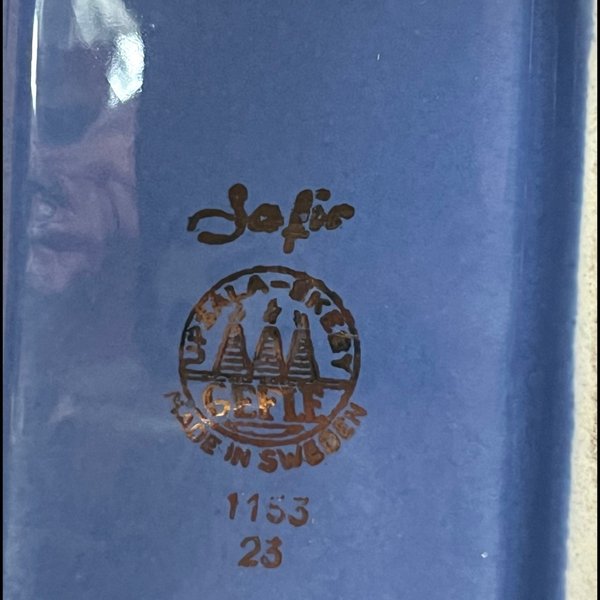 Sefir
UPSALA-EKEBY
GEFLE
MADE IN SWEDEN
1153
23